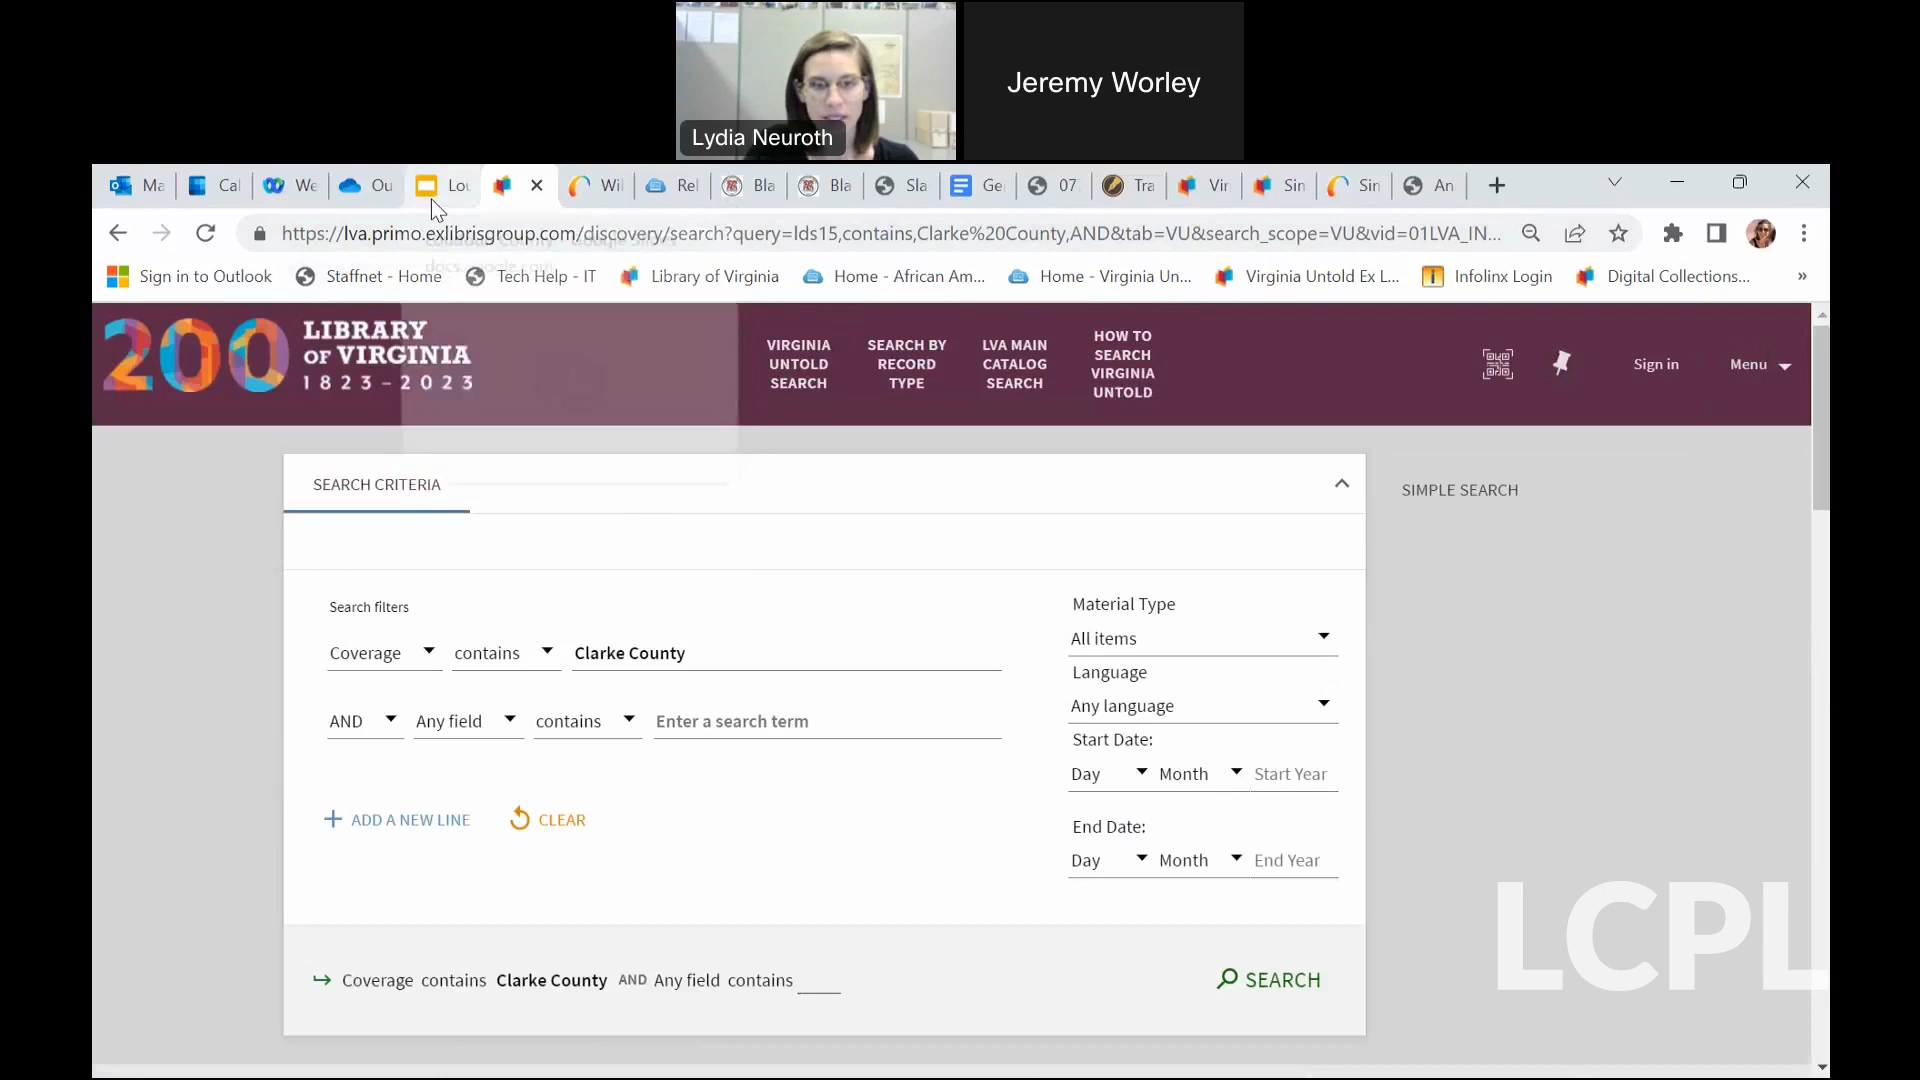 Jeremy Worley
Lydia Neuroth
Ma
Cal
We
Ou
Lou
Wil
Rel
Bla
Bla
Sla
Ge
07
Tra
Vir
Sin
Sin
An
https://lva.primo.exlibrisgroup.com/discovery/search?query=lds15,contains,Clarke%20County,AND&tab=VU&search_scope=VU&vid=01LVA_IN...
Sign in to Outlook
Staffnet - Home
Tech Help - IT
Library of Virginia
Home - African Am...
Home - Virginia Un...
Virginia Untold Ex L...
Infolinx Login
Digital Collections...
»
200
LIBRARY
OF VIRGINIA
1823-2023
VIRGINIA
UNTOLD
SEARCH
SEARCH BY
RECORD
TYPE
LVA MAIN
CATALOG
SEARCH
HOW TO
SEARCH
VIRGINIA
UNTOLD
Sign in
Menu
SEARCH CRITERIA
SIMPLE SEARCH
Search filters
Coverage contains Clarke County
AND Any field contains Enter a search term
+ ADD A NEW LINE
CLEAR
Material Type
All items
Language
Any language
Start Date:
Day Month Start Year
End Date:
Day Month End Year
Coverage contains Clarke County AND Any field contains
SEARCH
LCPL